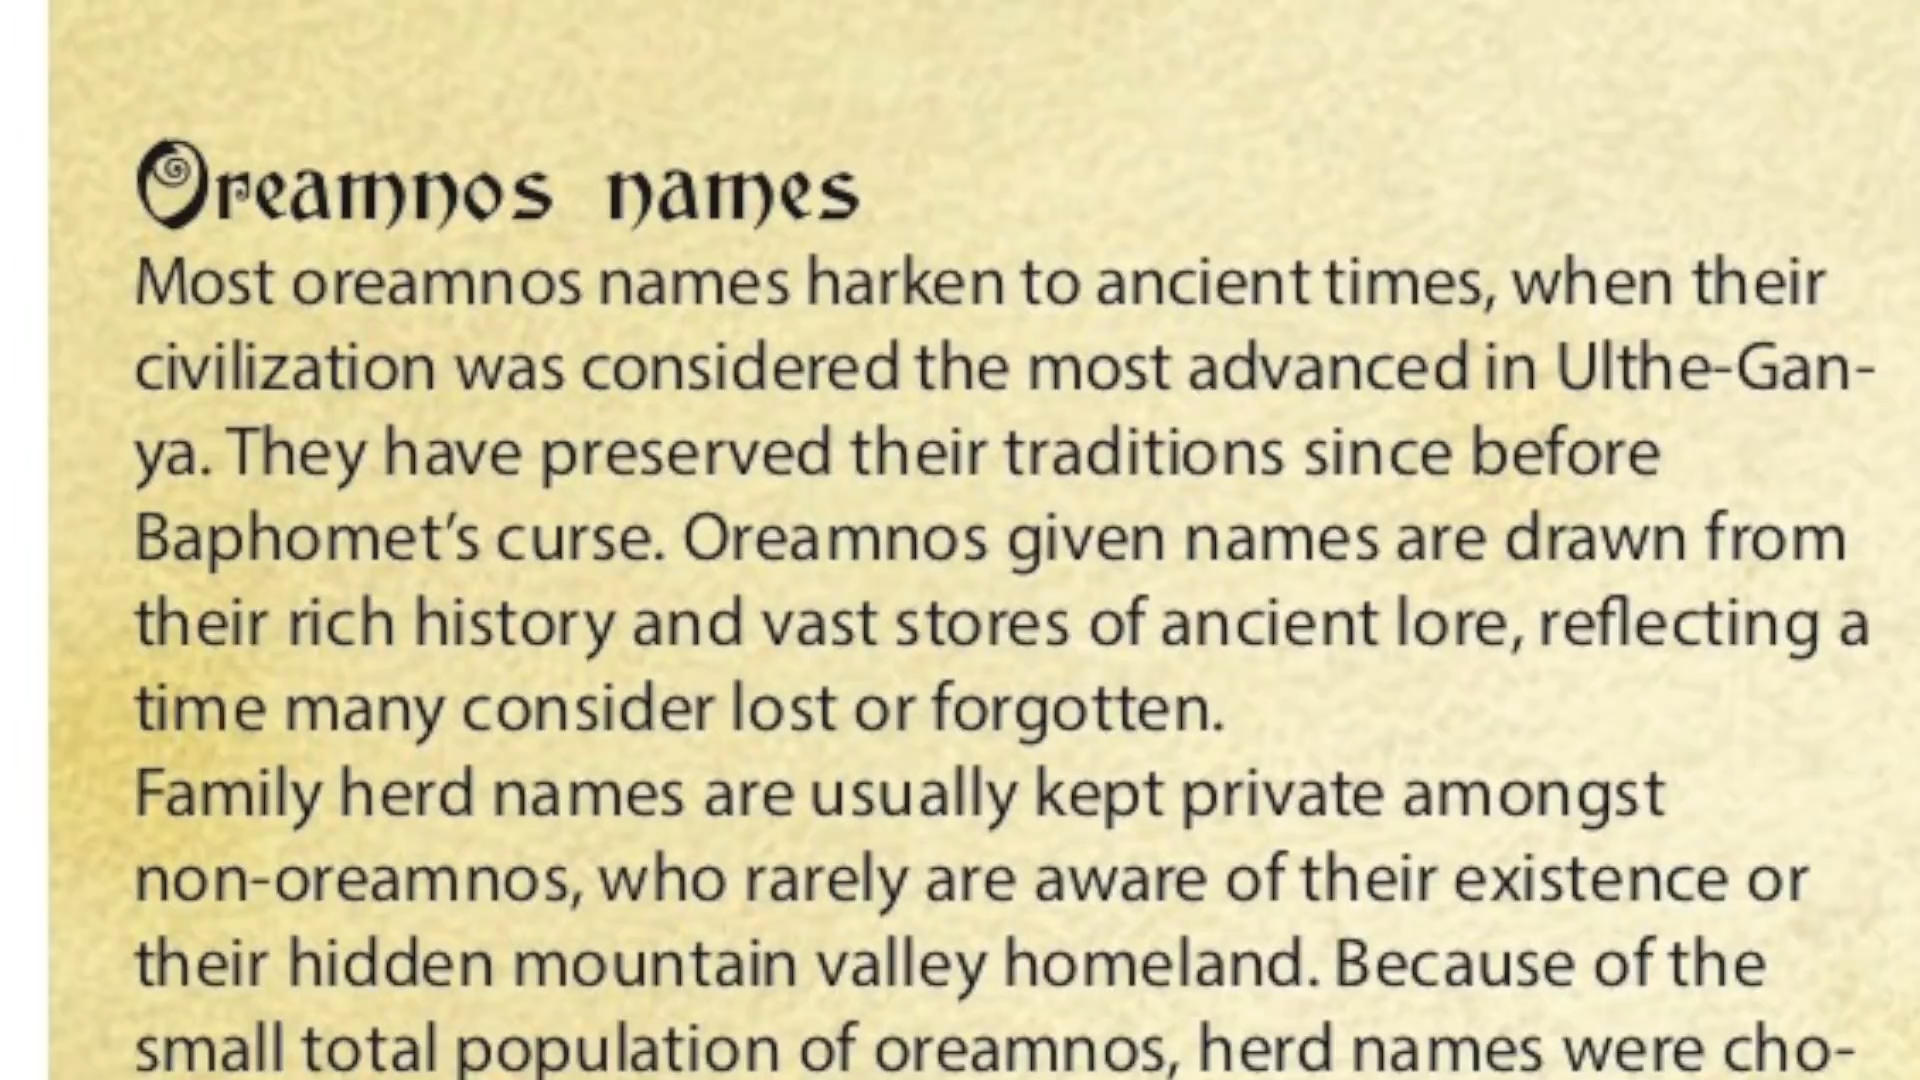 Oreamnos names
Most oreamnos names harken to ancient times, when their
civilization was considered the most advanced in Ulthe-Gan-
ya. They have preserved their traditions since before
Baphomet’s curse. Oreamnos given names are drawn from
their rich history and vast stores of ancient lore, reflecting a
time many consider lost or forgotten.
Family herd names are usually kept private amongst
non-oreamnos, who rarely are aware of their existence or
their hidden mountain valley homeland. Because of the
small total population of oreamnos, herd names were cho-